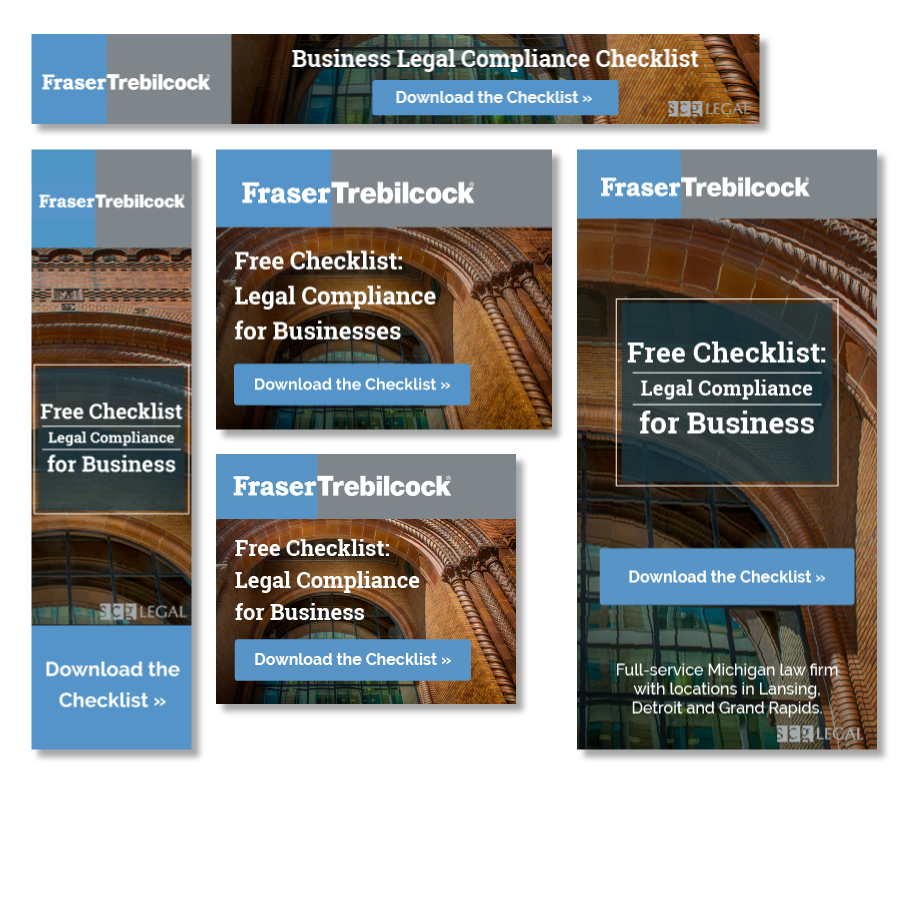 FraserTrebilcock®
Business Legal Compliance Checklist
Download the Checklist »
scg LEGAL
FraserTrebilcock®
Free Checklist
Legal Compliance
for Business
scg LEGAL
Download the
Checklist »
FraserTrebilcock®
Free Checklist:
Legal Compliance
for Businesses
Download the Checklist »
FraserTrebilcock®
Free Checklist:
Legal Compliance
for Business
Download the Checklist »
FraserTrebilcock®
Free Checklist:
Legal Compliance
for Business
Download the Checklist »
Full-service Michigan law firm
with locations in Lansing,
Detroit and Grand Rapids.
scg LEGAL